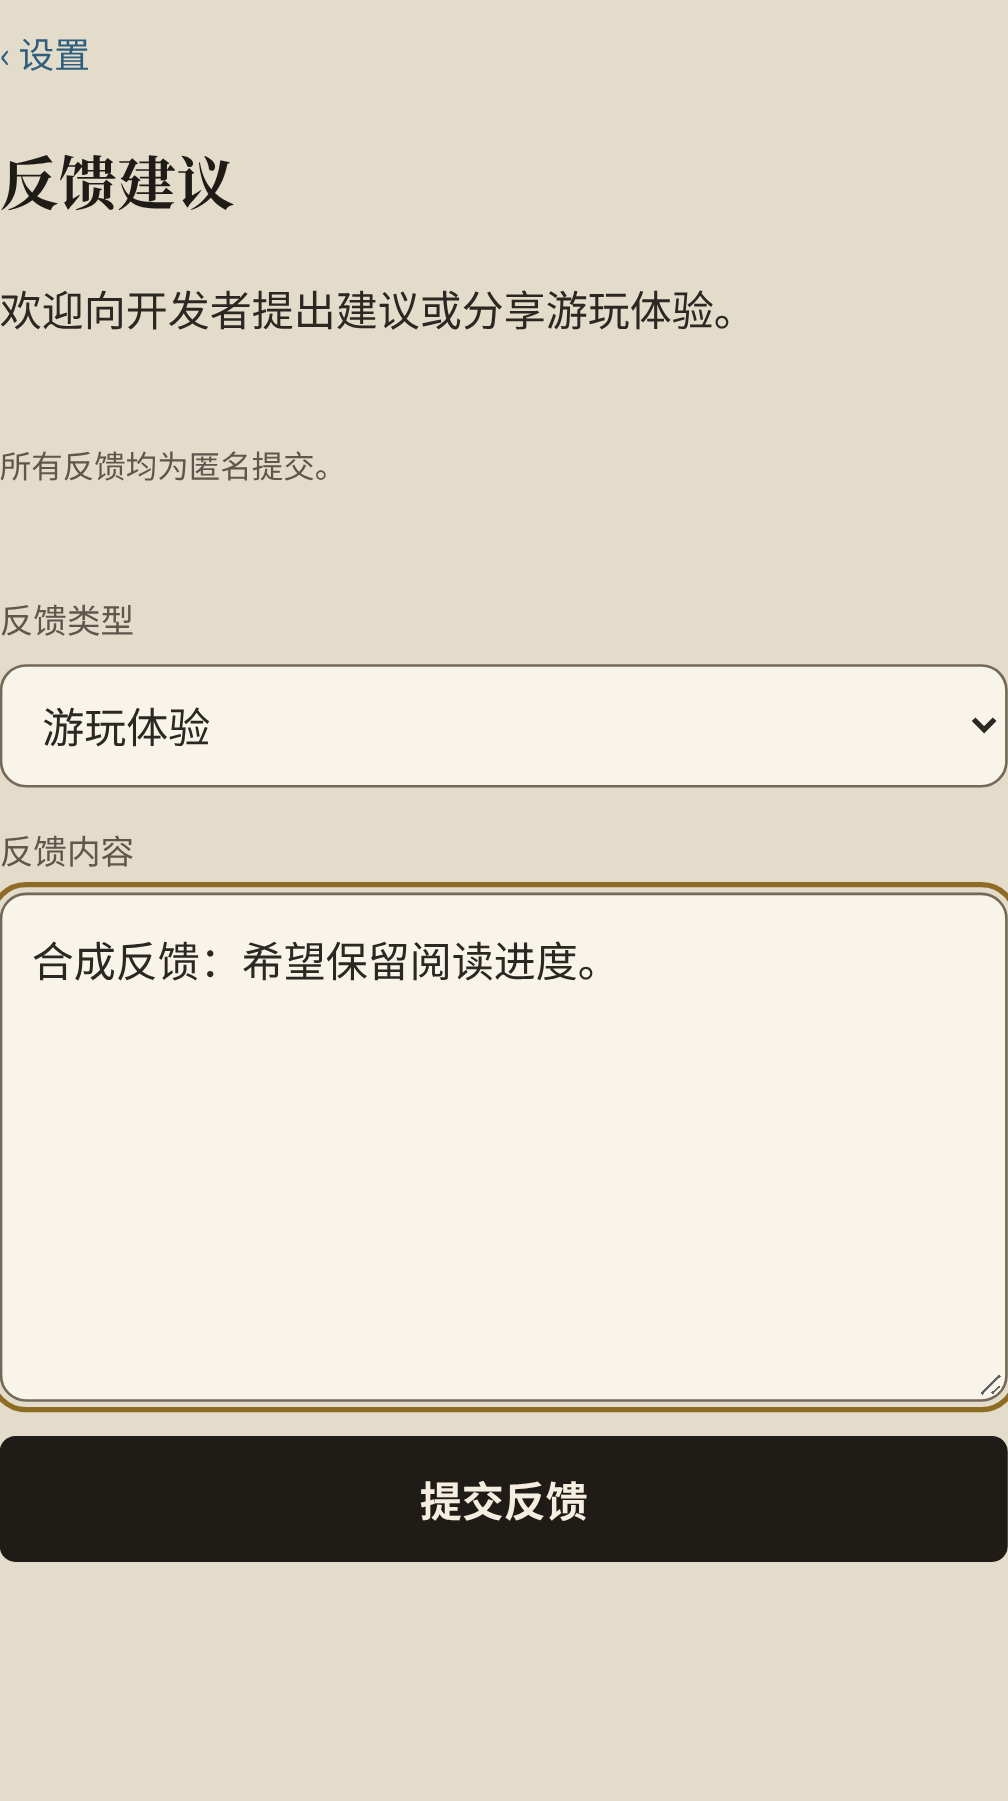 ‹ 设置
反馈建议
欢迎向开发者提出建议或分享游玩体验。
所有反馈均为匿名提交。
反馈类型
游玩体验
反馈内容
合成反馈：希望保留阅读进度。
提交反馈